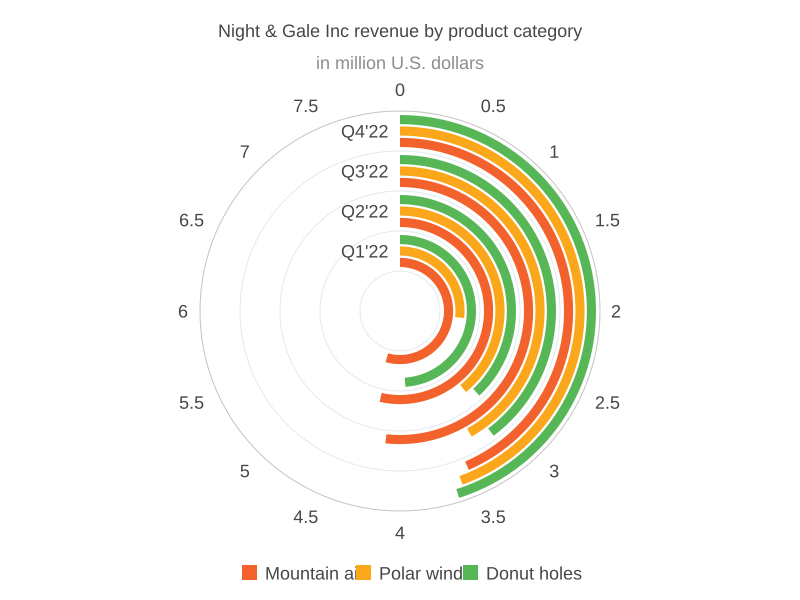 Night & Gale Inc revenue by product category
in million U.S. dollars
0
7.5
0.5
Q4'22
7
1
Q3'22
6.5
Q2'22
1.5
Q1'22
6
2
5.5
2.5
5
3
4.5
3.5
4
Mountain ai Polar wind Donut holes